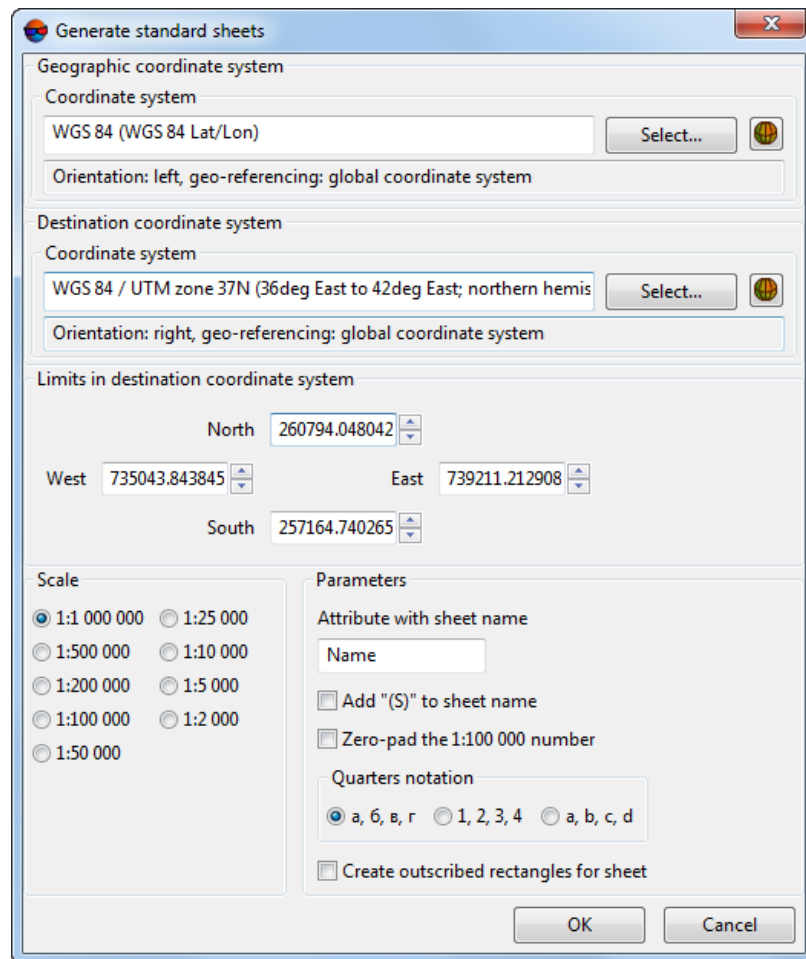 Generate standard sheets
Geographic coordinate system
Coordinate system
WGS 84 (WGS 84 Lat/Lon)
Select...
Orientation: left, geo-referencing: global coordinate system
Destination coordinate system
Coordinate system
WGS 84 / UTM zone 37N (36deg East to 42deg East; northern hemis
Select...
Orientation: right, geo-referencing: global coordinate system
Limits in destination coordinate system
North 260794.048042
West 735043.843845 East 739211.212908
South 257164.740265
Scale
1:1 000 000 1:25 000
1:500 000 1:10 000
1:200 000 1:5 000
1:100 000 1:2 000
1:50 000
Parameters
Attribute with sheet name
Name
Add "(S)" to sheet name
Zero-pad the 1:100 000 number
Quarters notation
а, б, в, г 1, 2, 3, 4 a, b, c, d
Create outscribed rectangles for sheet
OK Cancel